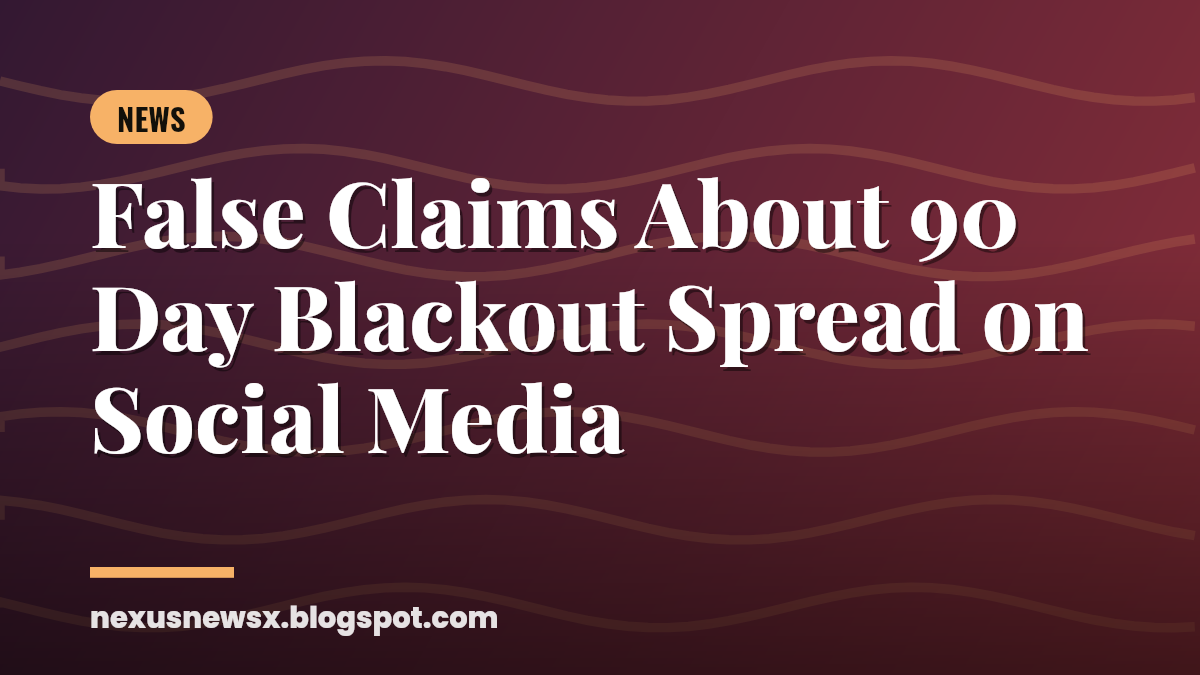 NEWS
False Claims About 90
Day Blackout Spread on
Social Media
nexusnewsx.blogspot.com